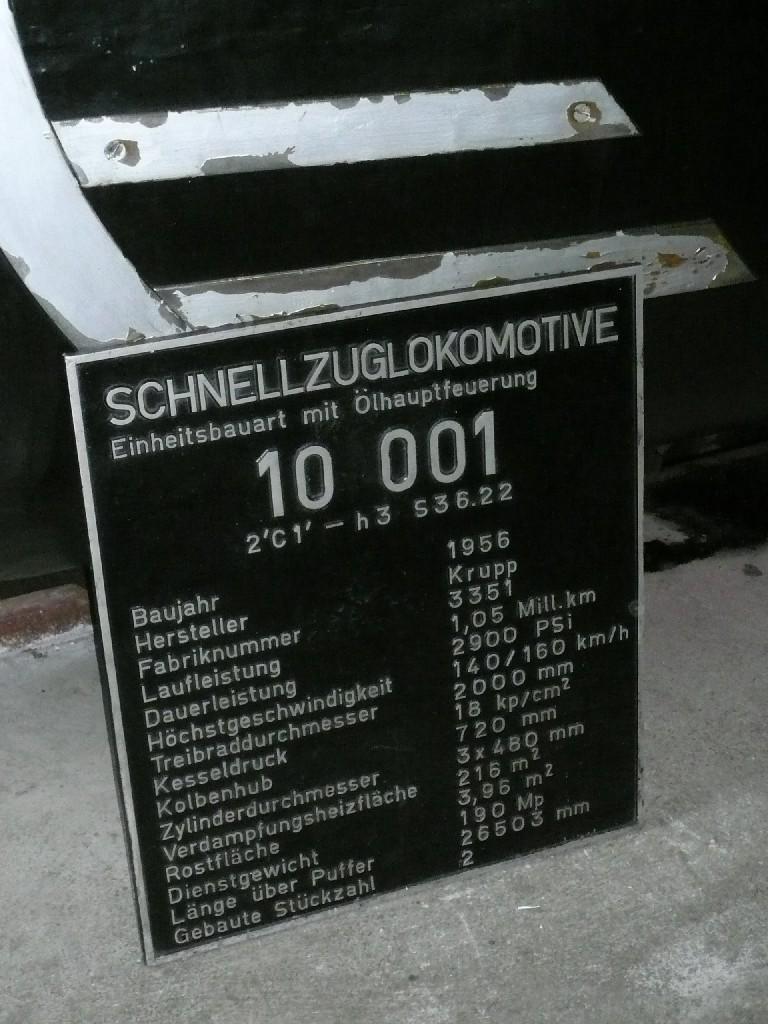 SCHNELLZUGLOKOMOTIVE
Einheitsbauart mit Ölhauptfeuerung
10 001
2'C1' – h3 S36.22
Baujahr 1956
Hersteller Krupp
Fabriknummer 3351
Laufleistung 1,05 Mill.km
Dauerleistung 2900 PSi
Höchstgeschwindigkeit 140/160 km/h
Treibraddurchmesser 2000 mm
Kesseldruck 18 kp/cm²
Kolbenhub 720 mm
Zylinderdurchmesser 3x480 mm
Verdampfungsheizfläche 216 m²
Rostfläche 3,96 m²
Dienstgewicht 190 Mp
Länge über Puffer 26503 mm
Gebaute Stückzahl 2